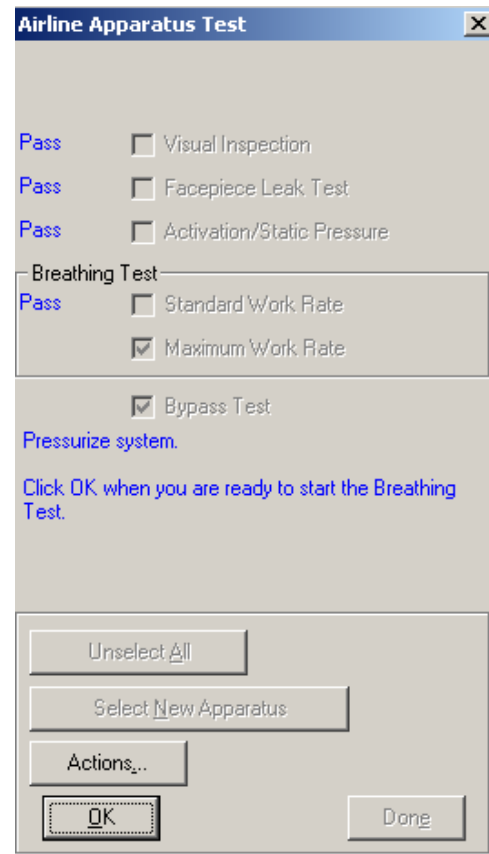 Airline Apparatus Test
Pass Visual Inspection
Pass Facepiece Leak Test
Pass Activation/Static Pressure
Breathing Test
Pass Standard Work Rate
Maximum Work Rate
Bypass Test
Pressurize system.
Click OK when you are ready to start the Breathing
Test.
Unselect All
Select New Apparatus
Actions...
OK Done